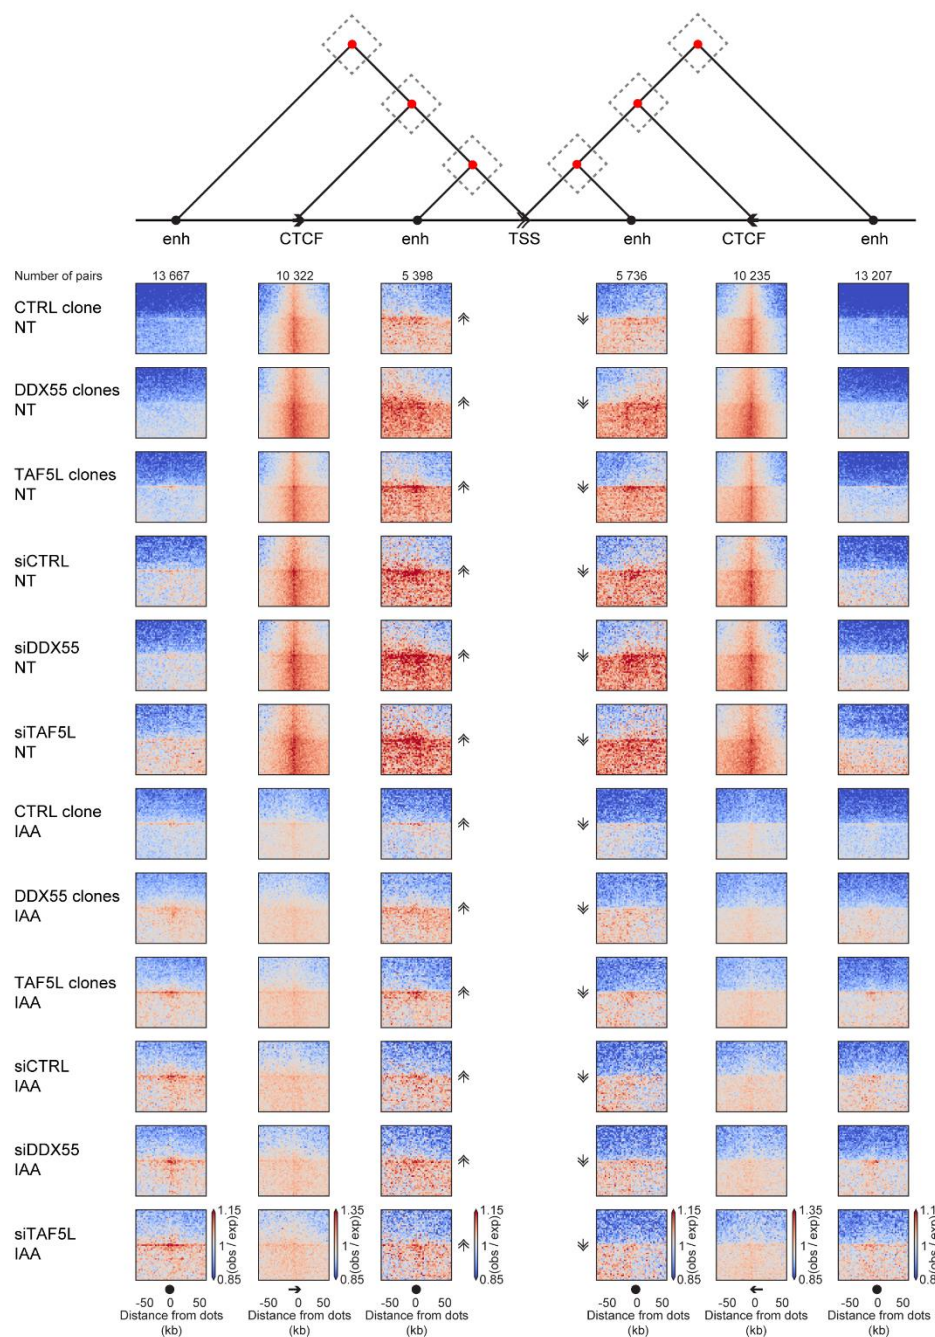 enh CTCF enh TSS enh CTCF enh
Number of pairs 13 667 10 322 5 398 5 736 10 235 13 207
CTRL clone
NT
DDX55 clones
NT
TAF5L clones
NT
siCTRL
NT
siDDX55
NT
siTAF5L
NT
CTRL clone
IAA
DDX55 clones
IAA
TAF5L clones
IAA
siCTRL
IAA
siDDX55
IAA
siTAF5L
IAA
1.15 1.35 1.15 1.15 1.35
1 (obs / exp) 1 (obs / exp) 1 (obs / exp) 1 (obs / exp) 1 (obs / exp) 1 (obs / exp)
0.85 0.85 0.85 0.85 0.85
-50 0 50 -50 0 50 -50 0 50 -50 0 50 -50 0 50 -50 0 50
Distance from dots Distance from dots Distance from dots Distance from dots Distance from dots Distance from dots
(kb) (kb) (kb) (kb) (kb) (kb)